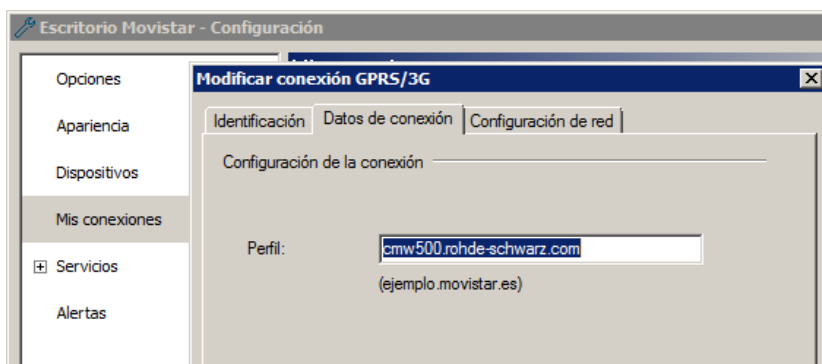 Escritorio Movistar - Configuración
Opciones
Apariencia
Dispositivos
Mis conexiones
Servicios
Alertas
Modificar conexión GPRS/3G
Identificación
Datos de conexión
Configuración de red
Configuración de la conexión
Perfil:
cmw500.rohde-schwarz.com
(ejemplo.movistar.es)